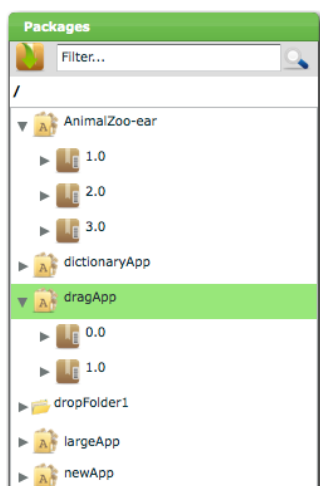 Packages
Filter...
/
AnimalZoo-ear
1.0
2.0
3.0
dictionaryApp
dragApp
0.0
1.0
dropFolder1
largeApp
newApp